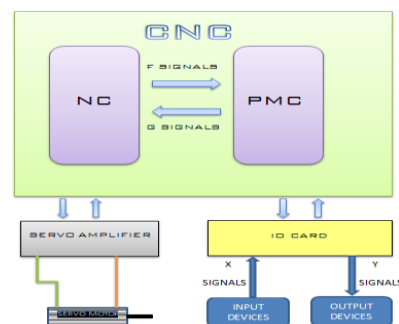 CNC
F SIGNALS
NC
PMC
G SIGNALS
SERVO AMPLIFIER
IO CARD
X
Y
SIGNALS
SIGNALS
SERVO MOTOR
INPUT
DEVICES
OUTPUT
DEVICES